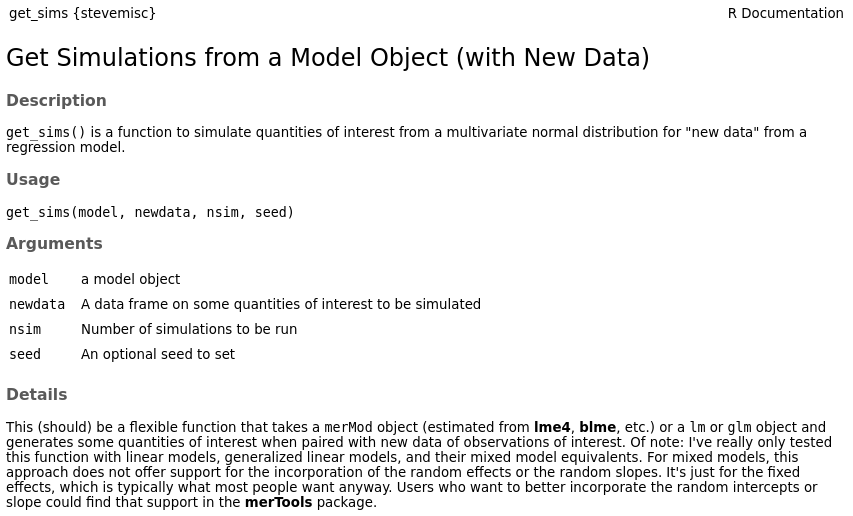 get_sims {stevemisc} R Documentation
Get Simulations from a Model Object (with New Data)
Description
get_sims() is a function to simulate quantities of interest from a multivariate normal distribution for "new data" from a
regression model.
Usage
get_sims(model, newdata, nsim, seed)
Arguments
model a model object
newdata A data frame on some quantities of interest to be simulated
nsim Number of simulations to be run
seed An optional seed to set
Details
This (should) be a flexible function that takes a merMod object (estimated from lme4, blme, etc.) or a lm or glm object and
generates some quantities of interest when paired with new data of observations of interest. Of note: I've really only tested
this function with linear models, generalized linear models, and their mixed model equivalents. For mixed models, this
approach does not offer support for the incorporation of the random effects or the random slopes. It's just for the fixed
effects, which is typically what most people want anyway. Users who want to better incorporate the random intercepts or
slope could find that support in the merTools package.